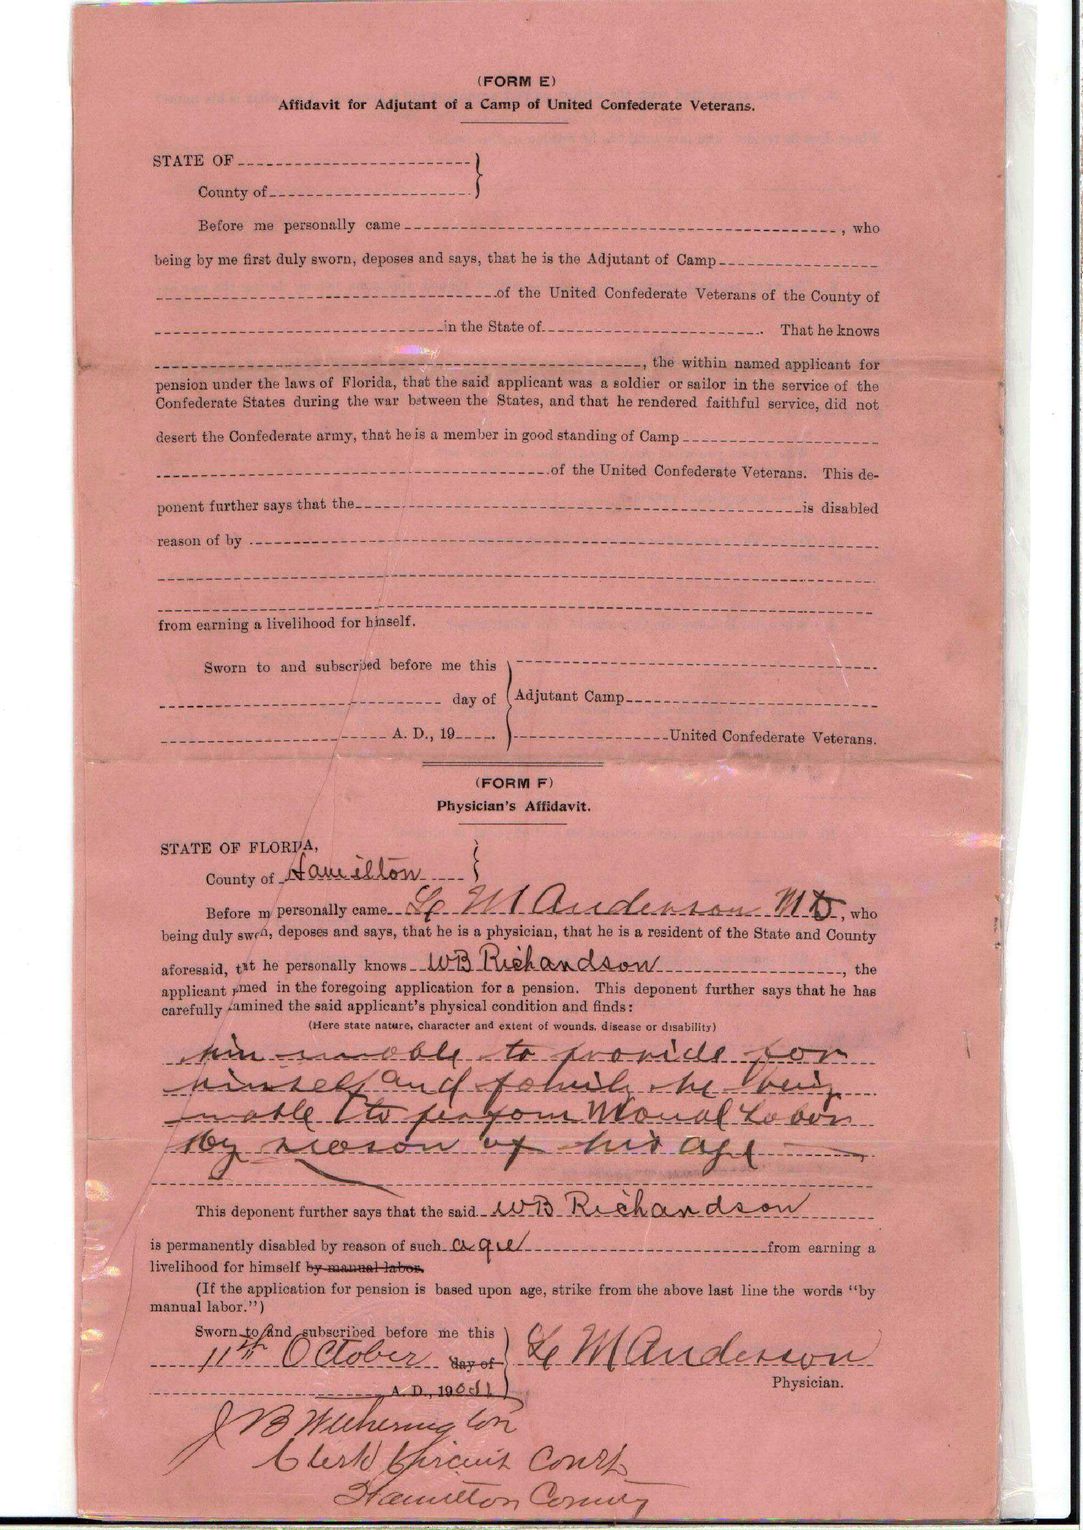 (FORM E)
Affidavit for Adjutant of a Camp of United Confederate Veterans.
STATE OF
County of
Before me personally came , who
being by me first duly sworn, deposes and says, that he is the Adjutant of Camp
of the United Confederate Veterans of the County of
in the State of . That he knows
, the within named applicant for
pension under the laws of Florida, that the said applicant was a soldier or sailor in the service of the
Confederate States during the war between the States, and that he rendered faithful service, did not
desert the Confederate army, that he is a member in good standing of Camp
of the United Confederate Veterans. This de-
ponent further says that the is disabled
reason of by
from earning a livelihood for himself.
Sworn to and subscribed before me this
day of Adjutant Camp
A. D., 19 . United Confederate Veterans.
(FORM F)
Physician's Affidavit.
STATE OF FLORIDA,
County of Hamilton
Before m personally came M Anderson MD, who
being duly sworn, deposes and says, that he is a physician, that he is a resident of the State and County
aforesaid, tat he personally knows WB Richandson, the
applicant amed in the foregoing application for a pension. This deponent further says that he has
carefully amined the said applicant's physical condition and finds:
(Here state nature, character and extent of wounds, disease or disability)
him unable to provide for
himself and family he being
unable to perform Manual Labor
By reason of his age
This deponent further says that the said WB Richandson
is permanently disabled by reason of such age from earning a
livelihood for himself by manual labor.
(If the application for pension is based upon age, strike from the above last line the words "by
manual labor.")
Sworn to and subscribed before me this
11th October day of M Anderson
Physician.
A. D., 190
J B Witherington
Clerk Circuit Court
Hamilton County